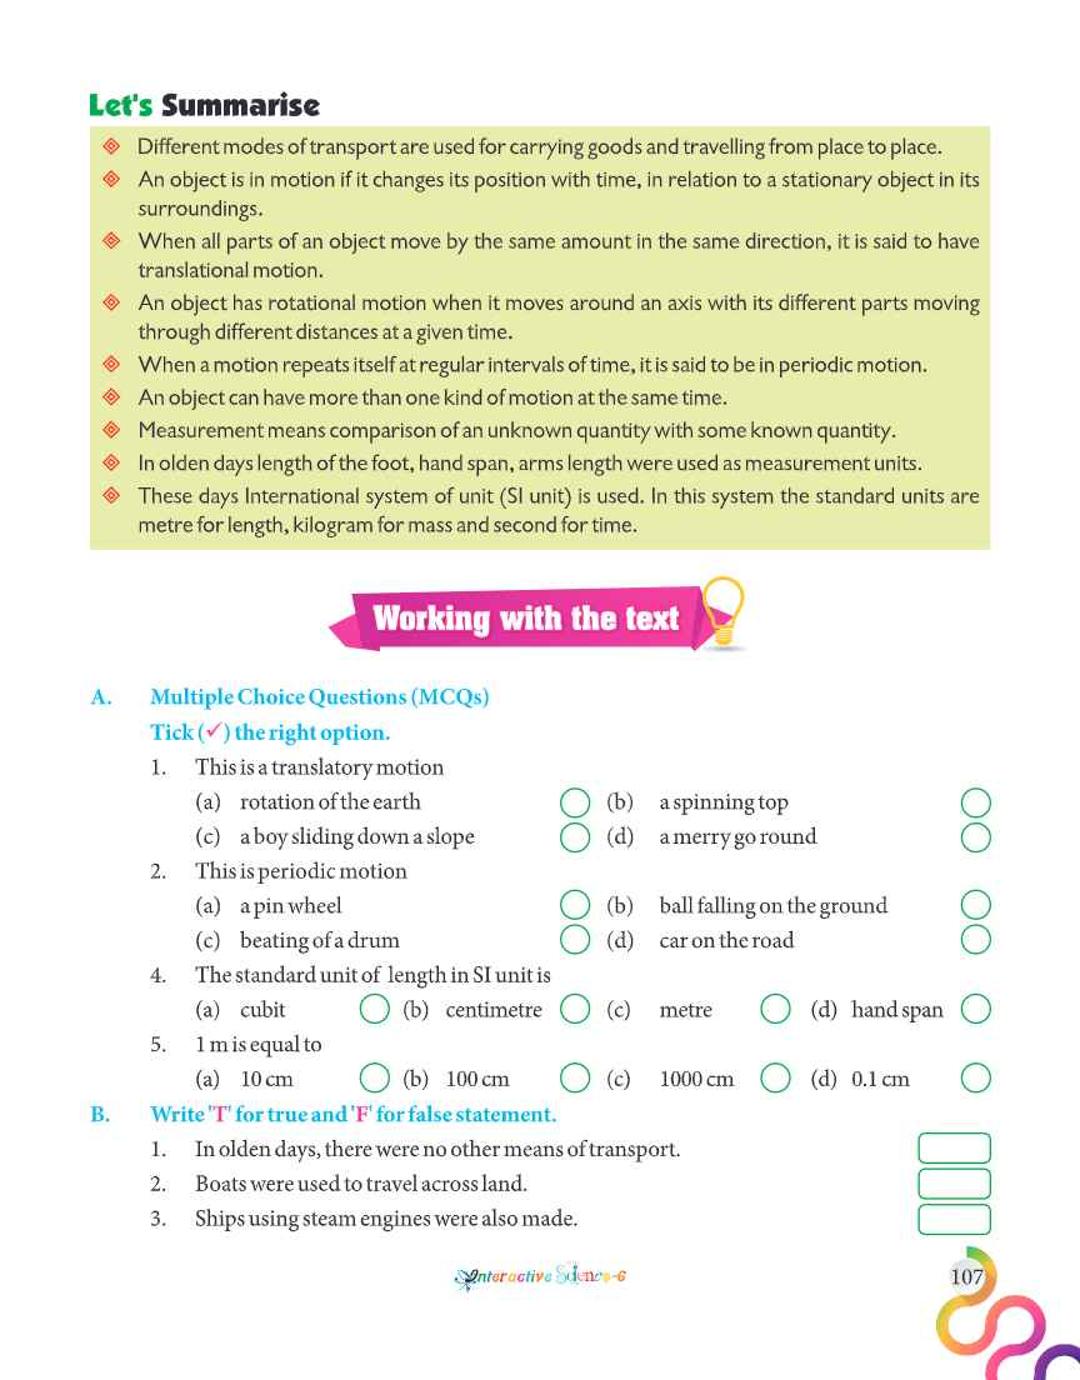 Let's Summarise
Different modes of transport are used for carrying goods and travelling from place to place.
An object is in motion if it changes its position with time, in relation to a stationary object in its
surroundings.
When all parts of an object move by the same amount in the same direction, it is said to have
translational motion.
An object has rotational motion when it moves around an axis with its different parts moving
through different distances at a given time.
When a motion repeats itself at regular intervals of time, it is said to be in periodic motion.
An object can have more than one kind of motion at the same time.
Measurement means comparison of an unknown quantity with some known quantity.
In olden days length of the foot, hand span, arms length were used as measurement units.
These days International system of unit (SI unit) is used. In this system the standard units are
metre for length, kilogram for mass and second for time.
Working with the text
A. Multiple Choice Questions (MCQs)
Tick (✓) the right option.
1. This is a translatory motion
(a) rotation of the earth (b) a spinning top
(c) a boy sliding down a slope (d) a merry go round
2. This is periodic motion
(a) a pin wheel (b) ball falling on the ground
(c) beating of a drum (d) car on the road
4. The standard unit of length in SI unit is
(a) cubit (b) centimetre (c) metre (d) hand span
5. 1 m is equal to
(a) 10 cm (b) 100 cm (c) 1000 cm (d) 0.1 cm
B. Write 'T' for true and 'F' for false statement.
1. In olden days, there were no other means of transport.
2. Boats were used to travel across land.
3. Ships using steam engines were also made.
Interactive Science-6
107